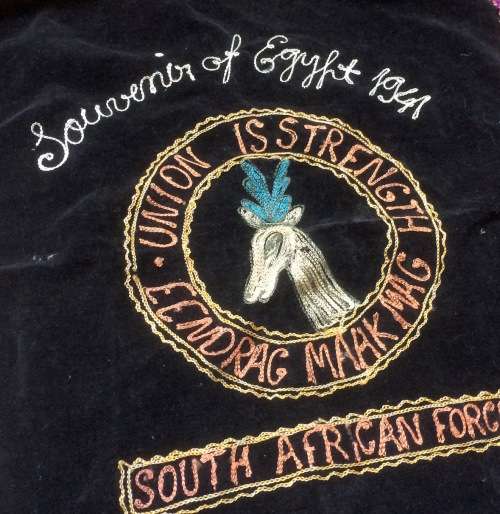 Souvenir of Egypt 1941
UNION IS STRENGTH
EENDRAG MAAK MAG
SOUTH AFRICAN FORC